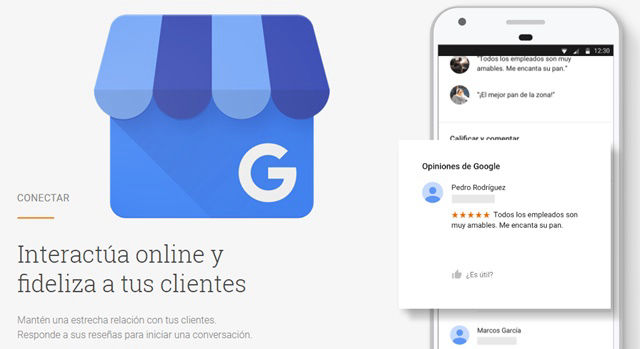 G
CONECTAR
Interactúa online y
fideliza a tus clientes
Mantén una estrecha relación con tus clientes.
Responde a sus reseñas para iniciar una conversación.
12:30
"Todos los empleados son muy
amables. Me encanta su pan."
"¡El mejor pan de la zona!"
Calificar y comentar
Opiniones de Google
Pedro Rodríguez
★★★★★ Todos los empleados son
muy amables. Me encanta su pan.
¿Es útil?
Marcos García